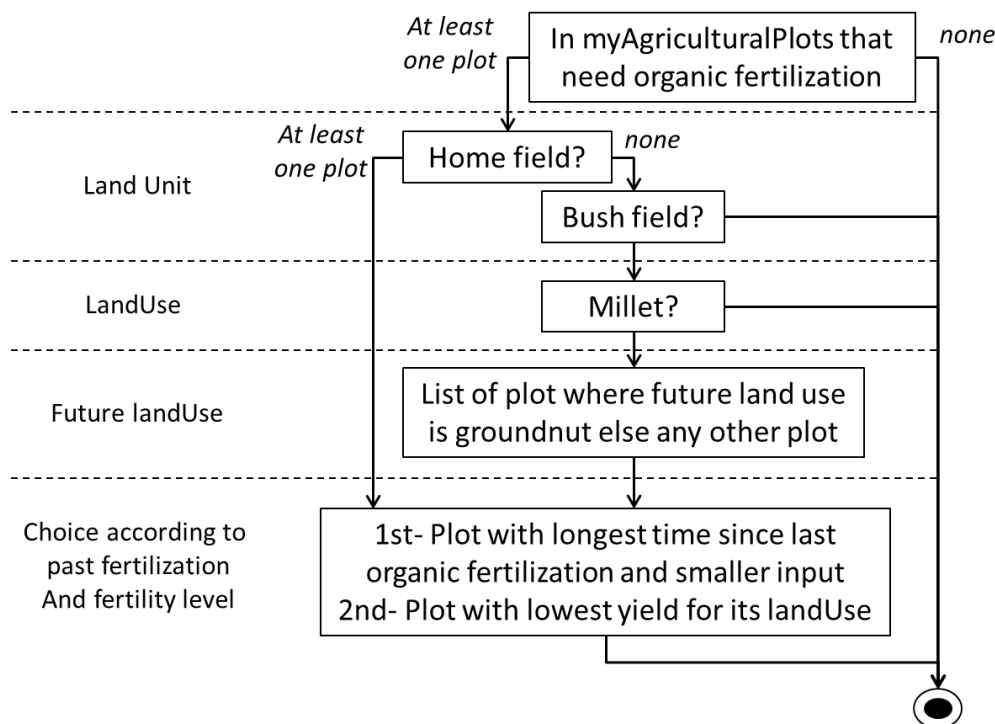 At least
one plot
In myAgriculturalPlots that
need organic fertilization
none
At least
one plot
Home field?
none
Land Unit
Bush field?
LandUse
Millet?
Future landUse
List of plot where future land use
is groundnut else any other plot
Choice according to
past fertilization
And fertility level
1st- Plot with longest time since last
organic fertilization and smaller input
2nd- Plot with lowest yield for its landUse